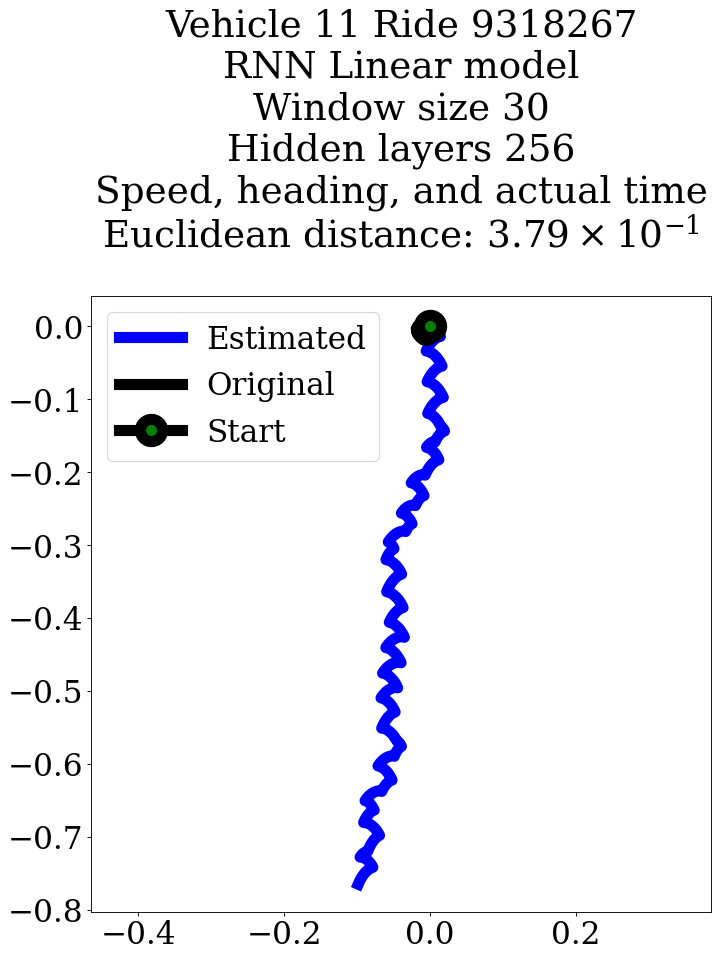 Vehicle 11 Ride 9318267
RNN Linear model
Window size 30
Hidden layers 256
Speed, heading, and actual time
Euclidean distance: 3.79 × 10⁻¹
Estimated
Original
Start
0.0
−0.1
−0.2
−0.3
−0.4
−0.5
−0.6
−0.7
−0.8
−0.4 −0.2 0.0 0.2